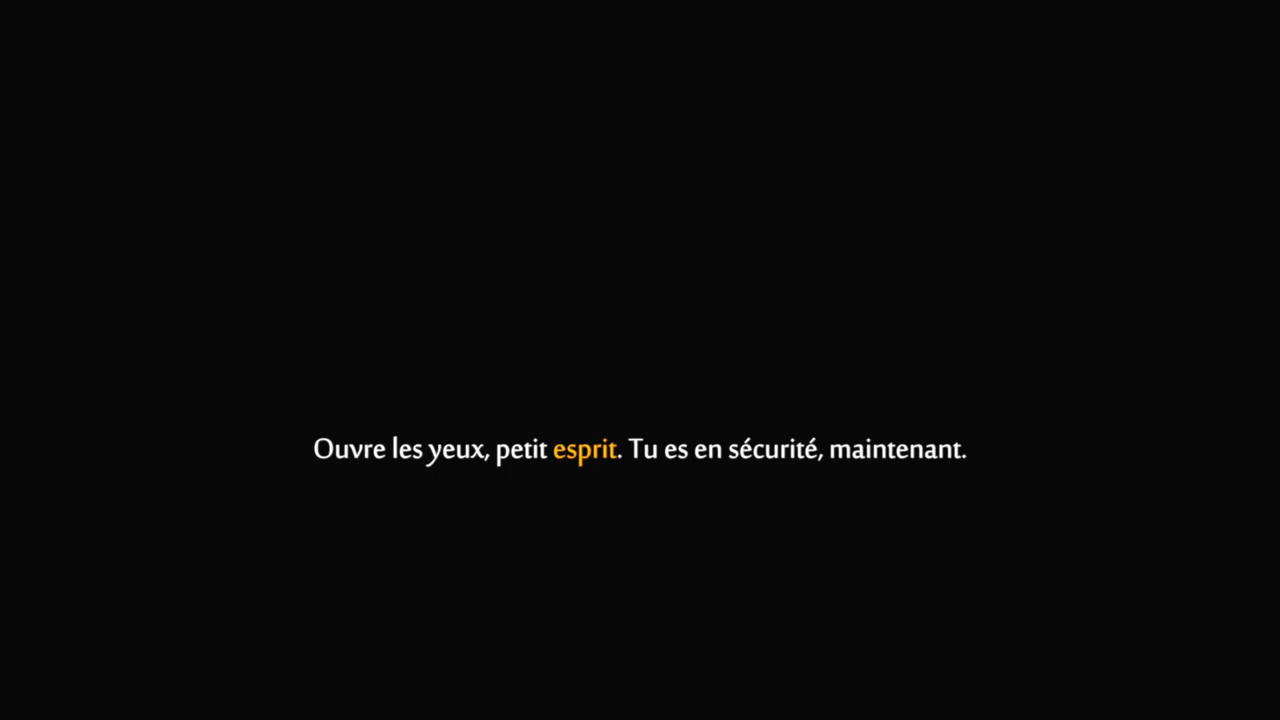 Ouvre les yeux, petit esprit. Tu es en sécurité, maintenant.